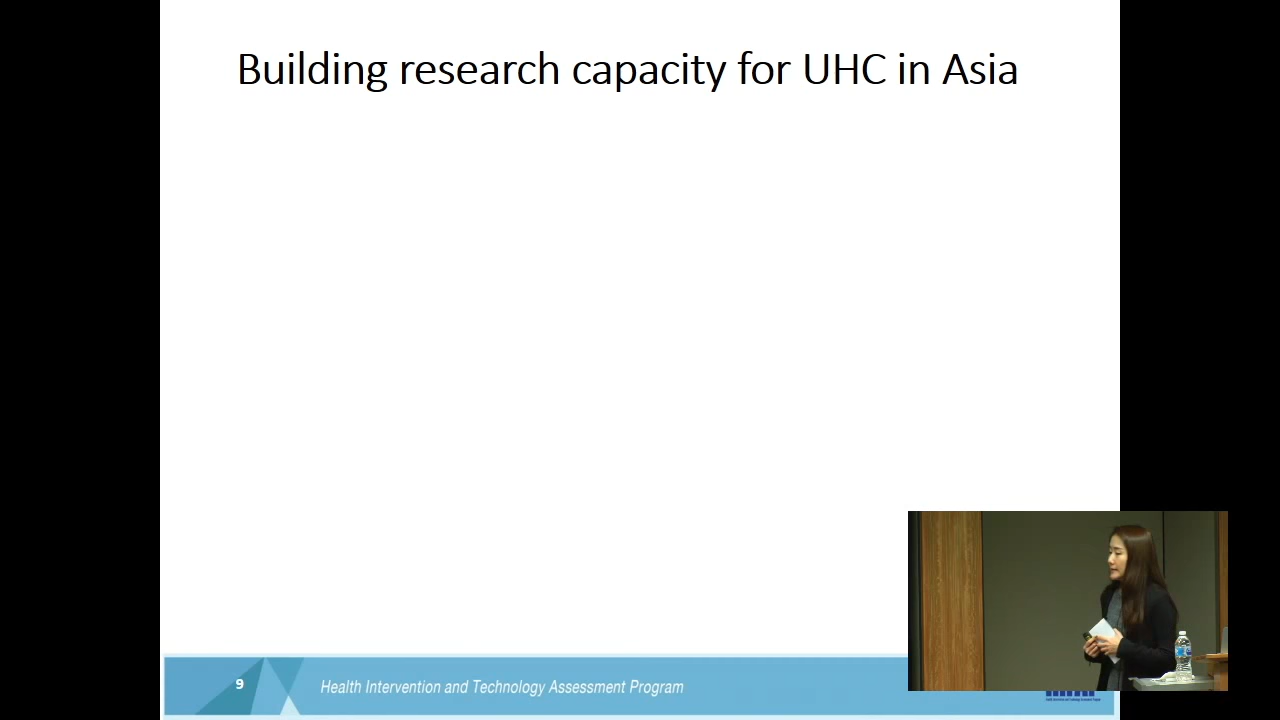 Building research capacity for UHC in Asia
9
Health Intervention and Technology Assessment Program